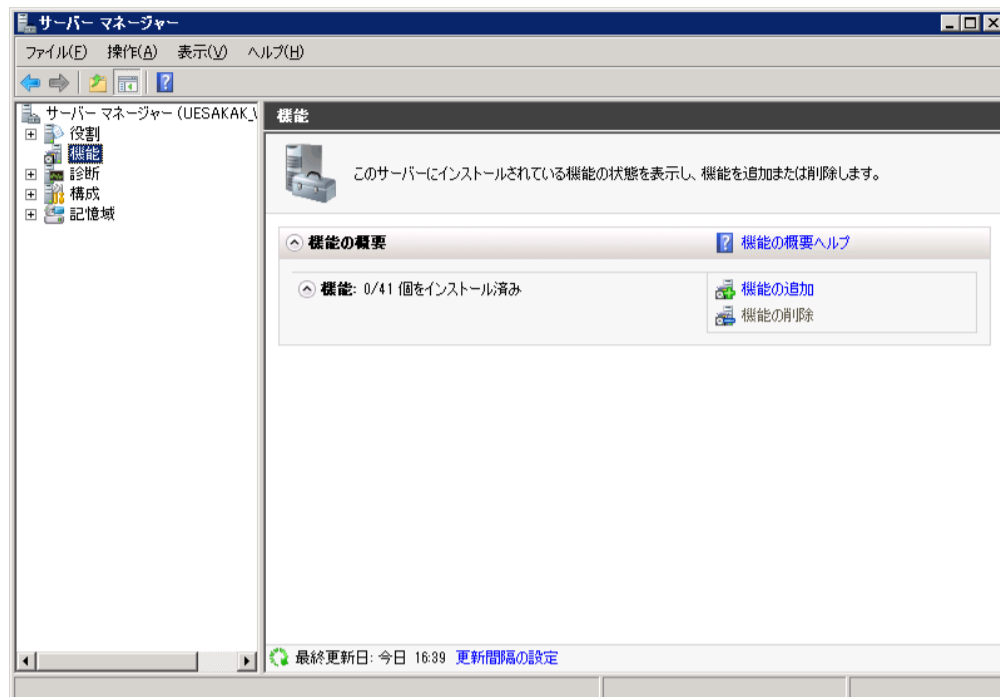 サーバー マネージャー
ファイル(F) 操作(A) 表示(V) ヘルプ(H)
サーバー マネージャー (UESAKAK_V
役割
機能
診断
構成
記憶域
機能
このサーバーにインストールされている機能の状態を表示し、機能を追加または削除します。
機能の概要 機能の概要ヘルプ
機能: 0/41 個をインストール済み 機能の追加
機能の削除
最終更新日: 今日 16:39 更新間隔の設定